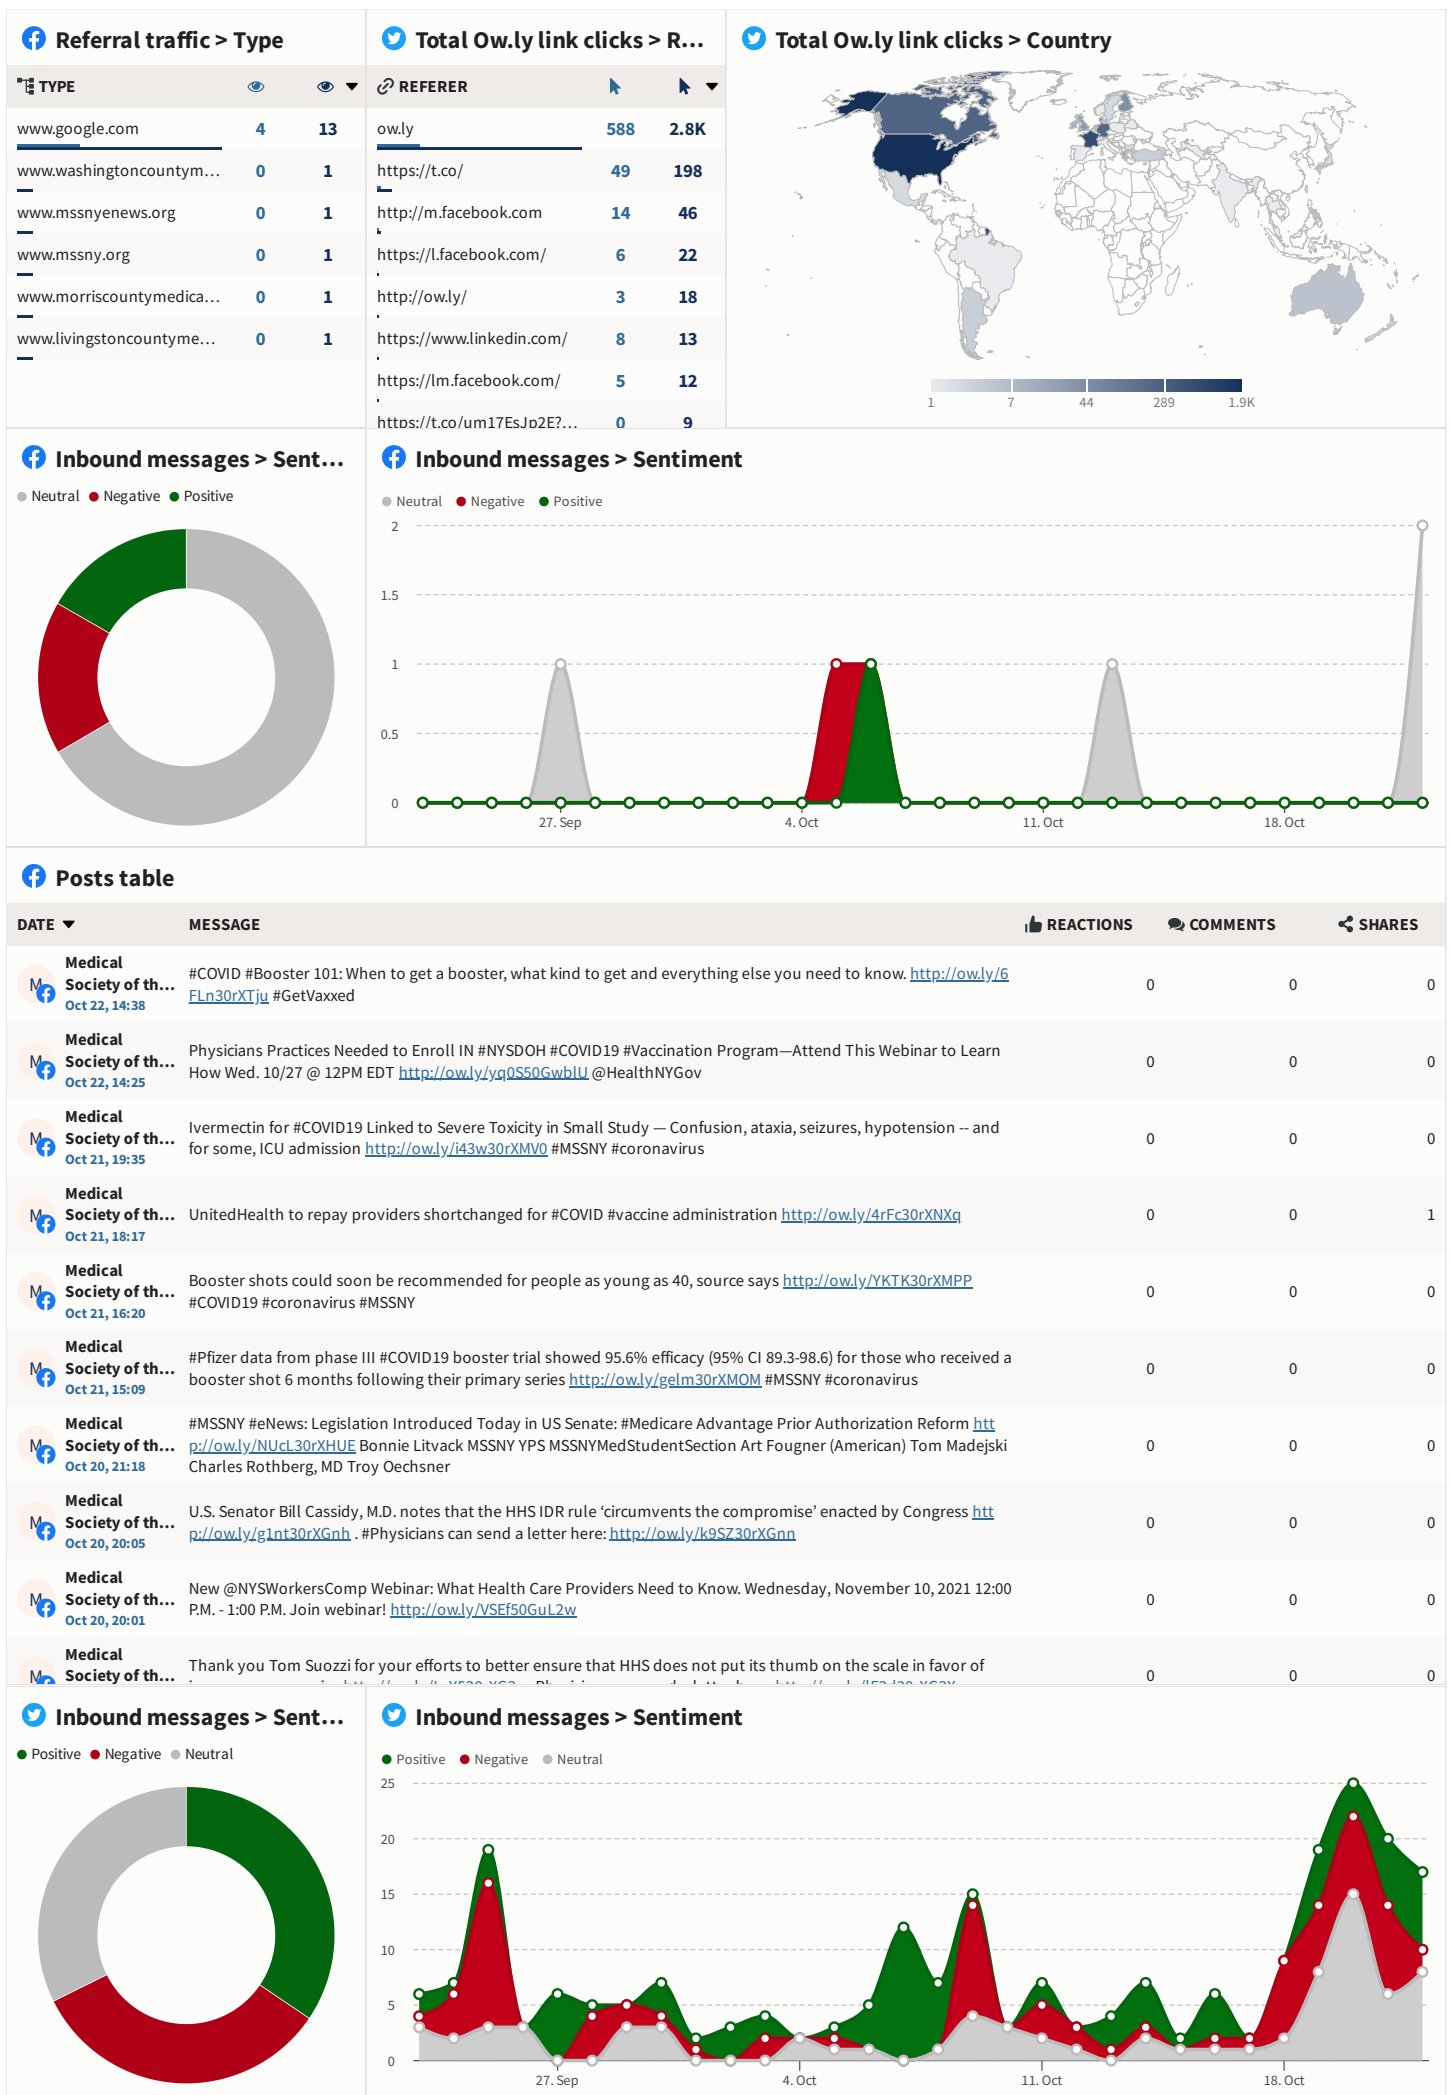 Referral traffic > Type
TYPE
www.google.com 4 13
www.washingtoncountym... 0 1
www.mssnyenews.org 0 1
www.mssny.org 0 1
www.morriscountymedica... 0 1
www.livingstoncountyme... 0 1
Total Ow.ly link clicks > R...
REFERER
ow.ly 588 2.8K
https://t.co/ 49 198
http://m.facebook.com 14 46
https://l.facebook.com/ 6 22
http://ow.ly/ 3 18
https://www.linkedin.com/ 8 13
https://lm.facebook.com/ 5 12
https://t.co/um17EsJp2E?... 0 9
Total Ow.ly link clicks > Country
1 7 44 289 1.9K
Inbound messages > Sent...
Neutral Negative Positive
Inbound messages > Sentiment
Neutral Negative Positive
2
1.5
1
0.5
0
27. Sep 4. Oct 11. Oct 18. Oct
Posts table
DATE MESSAGE REACTIONS COMMENTS SHARES
M Medical
Society of th...
Oct 22, 14:38
#COVID #Booster 101: When to get a booster, what kind to get and everything else you need to know. http://ow.ly/6
FLn30rXTju #GetVaxxed
0 0 0
M Medical
Society of th...
Oct 22, 14:25
Physicians Practices Needed to Enroll IN #NYSDOH #COVID19 #Vaccination Program—Attend This Webinar to Learn
How Wed. 10/27 @ 12PM EDT http://ow.ly/yq0S50GwblU @HealthNYGov
0 0 0
M Medical
Society of th...
Oct 21, 19:35
Ivermectin for #COVID19 Linked to Severe Toxicity in Small Study — Confusion, ataxia, seizures, hypotension -- and
for some, ICU admission http://ow.ly/i43w30rXMV0 #MSSNY #coronavirus
0 0 0
M Medical
Society of th...
Oct 21, 18:17
UnitedHealth to repay providers shortchanged for #COVID #vaccine administration http://ow.ly/4rFc30rXNXq
0 0 1
M Medical
Society of th...
Oct 21, 16:20
Booster shots could soon be recommended for people as young as 40, source says http://ow.ly/YKTK30rXMPP
#COVID19 #coronavirus #MSSNY
0 0 0
M Medical
Society of th...
Oct 21, 15:09
#Pfizer data from phase III #COVID19 booster trial showed 95.6% efficacy (95% CI 89.3-98.6) for those who received a
booster shot 6 months following their primary series http://ow.ly/gelm30rXMOM #MSSNY #coronavirus
0 0 0
M Medical
Society of th...
Oct 20, 21:18
#MSSNY #eNews: Legislation Introduced Today in US Senate: #Medicare Advantage Prior Authorization Reform htt
p://ow.ly/NUcL30rXHUE Bonnie Litvack MSSNY YPS MSSNYMedStudentSection Art Fougner (American) Tom Madejski
Charles Rothberg, MD Troy Oechsner
0 0 0
M Medical
Society of th...
Oct 20, 20:05
U.S. Senator Bill Cassidy, M.D. notes that the HHS IDR rule ‘circumvents the compromise’ enacted by Congress htt
p://ow.ly/g1nt30rXGnh . #Physicians can send a letter here: http://ow.ly/k9SZ30rXGnn
0 0 0
M Medical
Society of th...
Oct 20, 20:01
New @NYSWorkersComp Webinar: What Health Care Providers Need to Know. Wednesday, November 10, 2021 12:00
P.M. - 1:00 P.M. Join webinar! http://ow.ly/VSEf50GuL2w
0 0 0
M Medical
Society of th...
Thank you Tom Suozzi for your efforts to better ensure that HHS does not put its thumb on the scale in favor of
0 0 0
Inbound messages > Sent...
Positive Negative Neutral
Inbound messages > Sentiment
Positive Negative Neutral
25
20
15
10
5
0
27. Sep 4. Oct 11. Oct 18. Oct